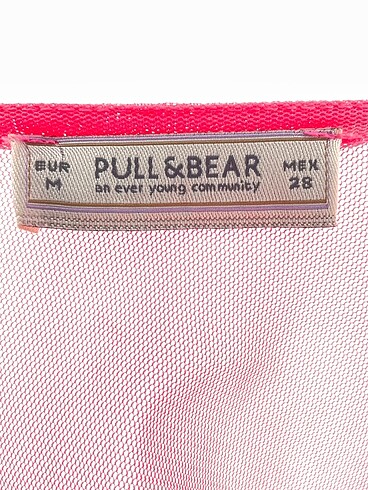 EUR M
PULL&BEAR
an ever young community
MEX 28